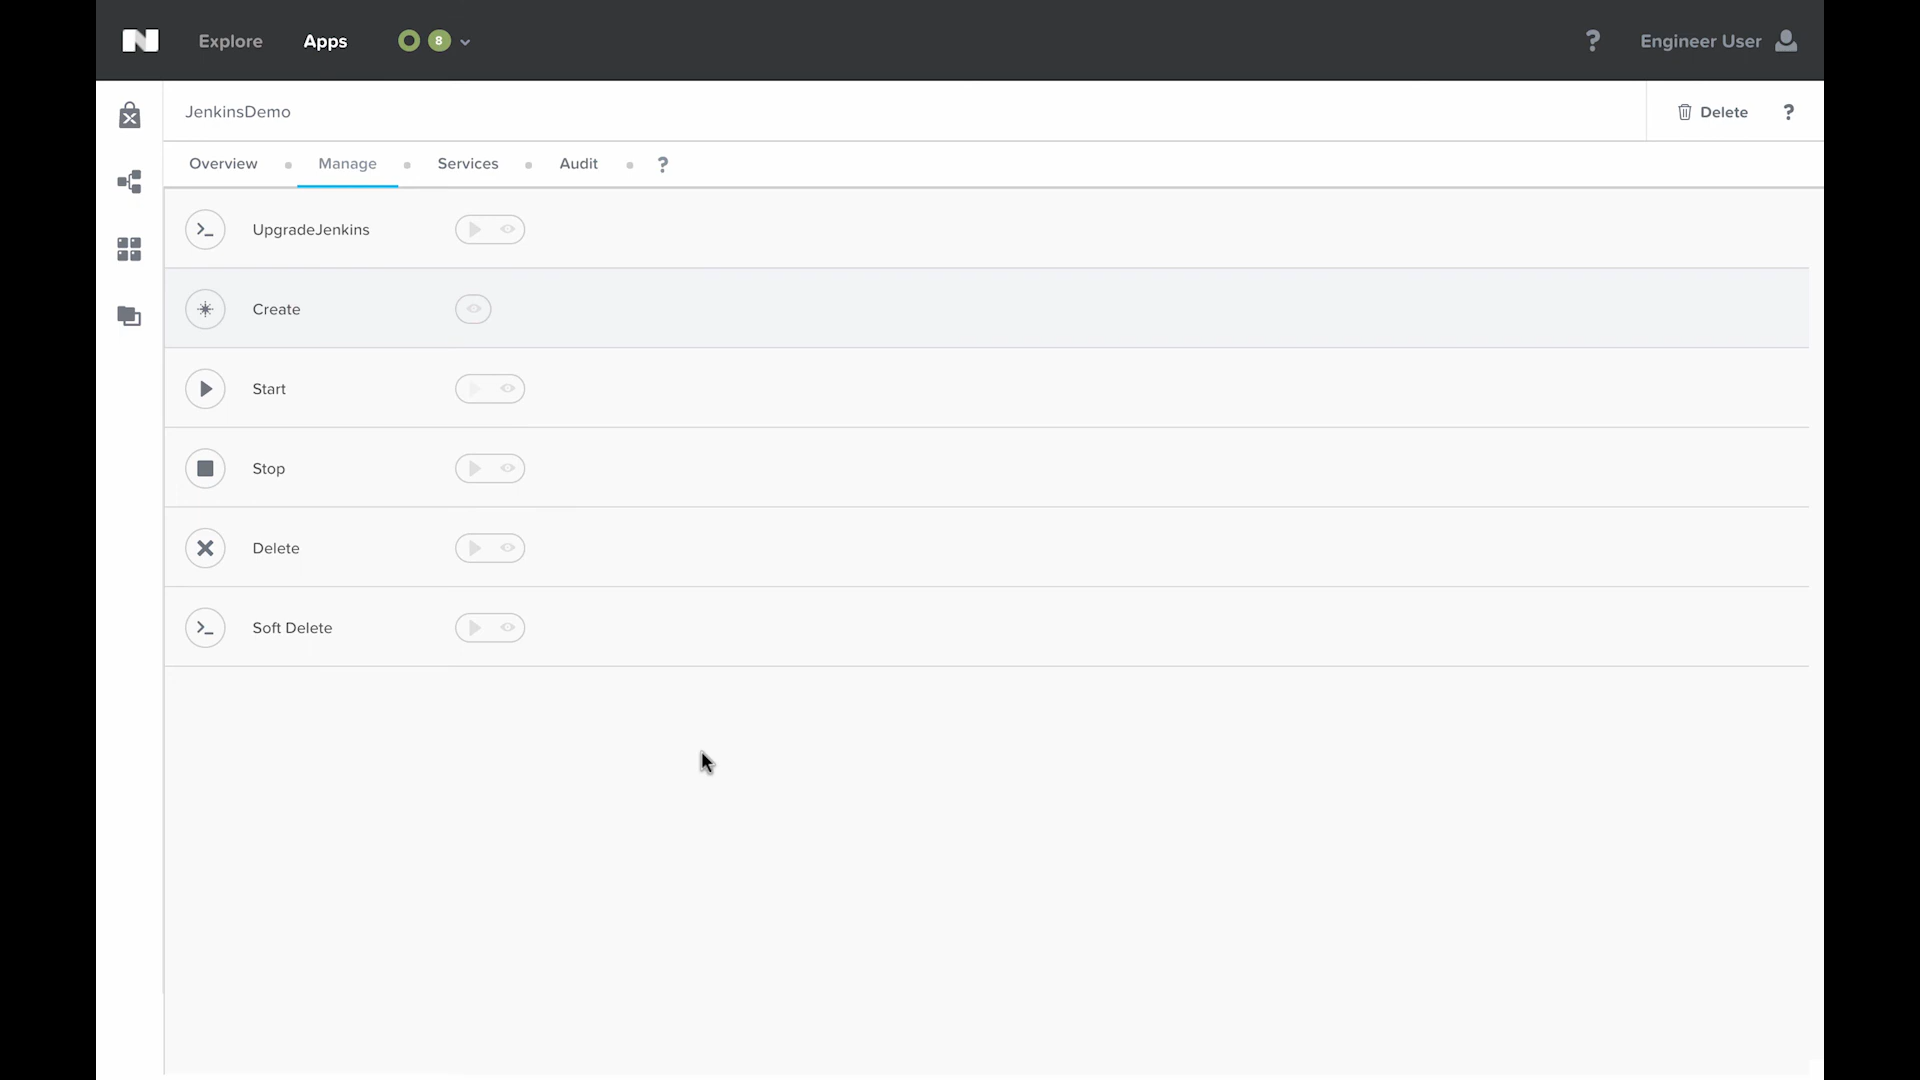 Explore Apps 8 ? Engineer User
JenkinsDemo Delete ?
Overview Manage Services Audit ?
UpgradeJenkins
Create
Start
Stop
Delete
Soft Delete